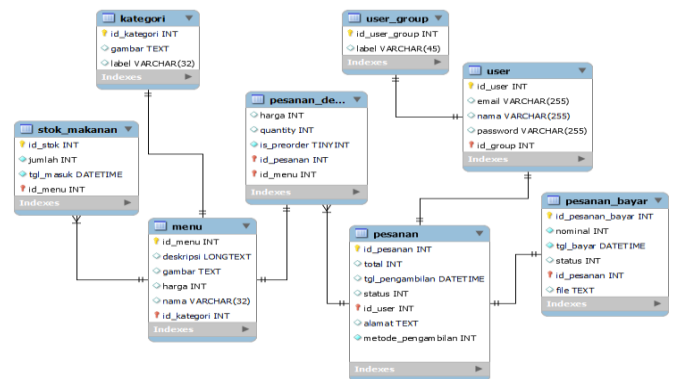 kategori
id_kategori INT
gambar TEXT
label VARCHAR(32)
Indexes
user_group
id_user_group INT
label VARCHAR(45)
Indexes
user
id_user INT
email VARCHAR(255)
nama VARCHAR(255)
password VARCHAR(255)
id_group INT
Indexes
pesanan_de...
harga INT
quantity INT
is_preorder TINYINT
id_pesanan INT
id_menu INT
Indexes
stok_makanan
id_stok INT
jumlah INT
tgl_masuk DATETIME
id_menu INT
Indexes
menu
id_menu INT
deskripsi LONGTEXT
gambar TEXT
harga INT
nama VARCHAR(32)
id_kategori INT
Indexes
pesanan
id_pesanan INT
total INT
tgl_pengambilan DATETIME
status INT
id_user INT
alamat TEXT
metode_pengambilan INT
Indexes
pesanan_bayar
id_pesanan_bayar INT
nominal INT
tgl_bayar DATETIME
status INT
id_pesanan INT
file TEXT
Indexes